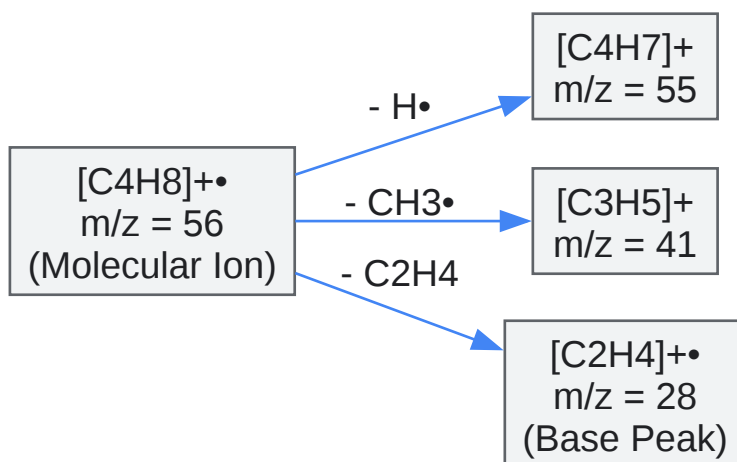 [C4H8]+•
m/z = 56
(Molecular Ion)
- H•
- CH3•
- C2H4
[C4H7]+
m/z = 55
[C3H5]+
m/z = 41
[C2H4]+•
m/z = 28
(Base Peak)